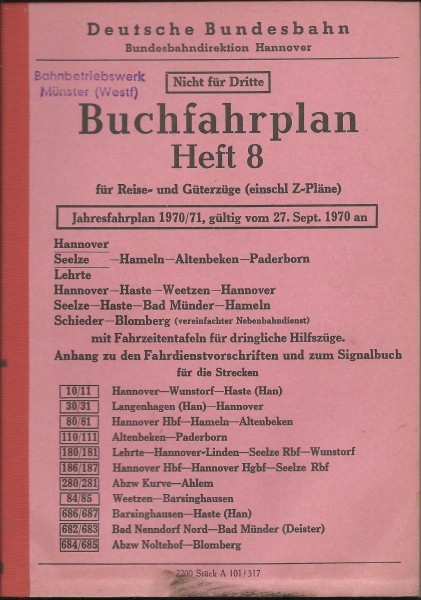 Deutsche Bundesbahn
Bundesbahndirektion Hannover
Bahnbetriebswerk
Münster (Westf)
Nicht für Dritte
Buchfahrplan
Heft 8
für Reise- und Güterzüge (einschl Z-Pläne)
Jahresfahrplan 1970/71, gültig vom 27. Sept. 1970 an
Hannover
Seelze —Hameln—Altenbeken—Paderborn
Lehrte
Hannover—Haste—Weetzen—Hannover
Seelze—Haste—Bad Münder—Hameln
Schieder—Blomberg (vereinfachter Nebenbahndienst)
mit Fahrzeitentafeln für dringliche Hilfszüge.
Anhang zu den Fahrdienstvorschriften und zum Signalbuch
für die Strecken
10/11 Hannover—Wunstorf—Haste (Han)
30/31 Langenhagen (Han)—Hannover
80/81 Hannover Hbf—Hameln—Altenbeken
110/111 Altenbeken—Paderborn
180/181 Lehrte—Hannover-Linden—Seelze Rbf—Wunstorf
186/187 Hannover Hbf—Hannover Hgbf—Seelze Rbf
280/281 Abzw Kurve—Ahlem
84/85 Weetzen—Barsinghausen
686/687 Barsinghausen—Haste (Han)
682/683 Bad Nenndorf Nord—Bad Münder (Deister)
684/685 Abzw Noltehof—Blomberg
2200 Stück A 101/317